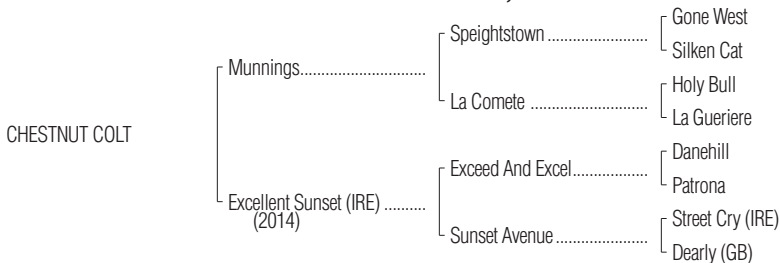 Gone West
Speightstown ......................
Silken Cat
Munnings............................
Holy Bull
La Comete .........................
La Gueriere
CHESTNUT COLT
Danehill
Exceed And Excel.................
Patrona
Excellent Sunset (IRE) .........
(2014)
Street Cry (IRE)
Sunset Avenue ....................
Dearly (GB)